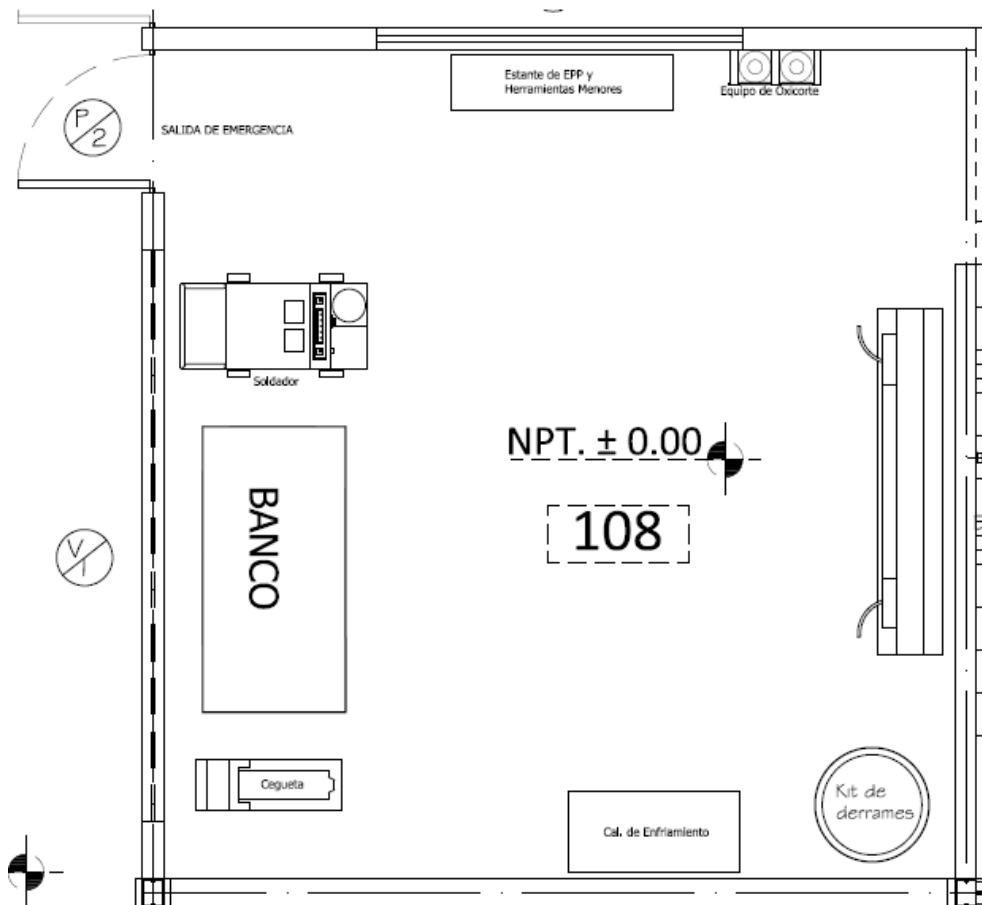 Estante de EPP y
Herramientas Menores
Equipo de Oxicorte
P
2
SALIDA DE EMERGENCIA
Soldador
NPT. ± 0.00
BANCO
108
V
1
Cegueta
Kit de
derrames
Cal. de Enfriamiento